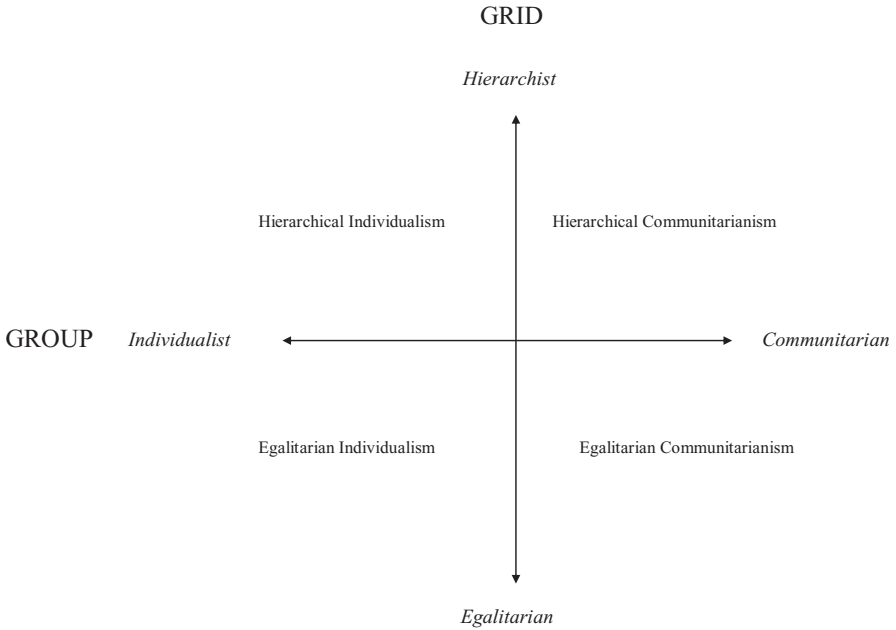 GRID
Hierarchist
Hierarchical Individualism
Hierarchical Communitarianism
GROUP
Individualist
Communitarian
Egalitarian Individualism
Egalitarian Communitarianism
Egalitarian